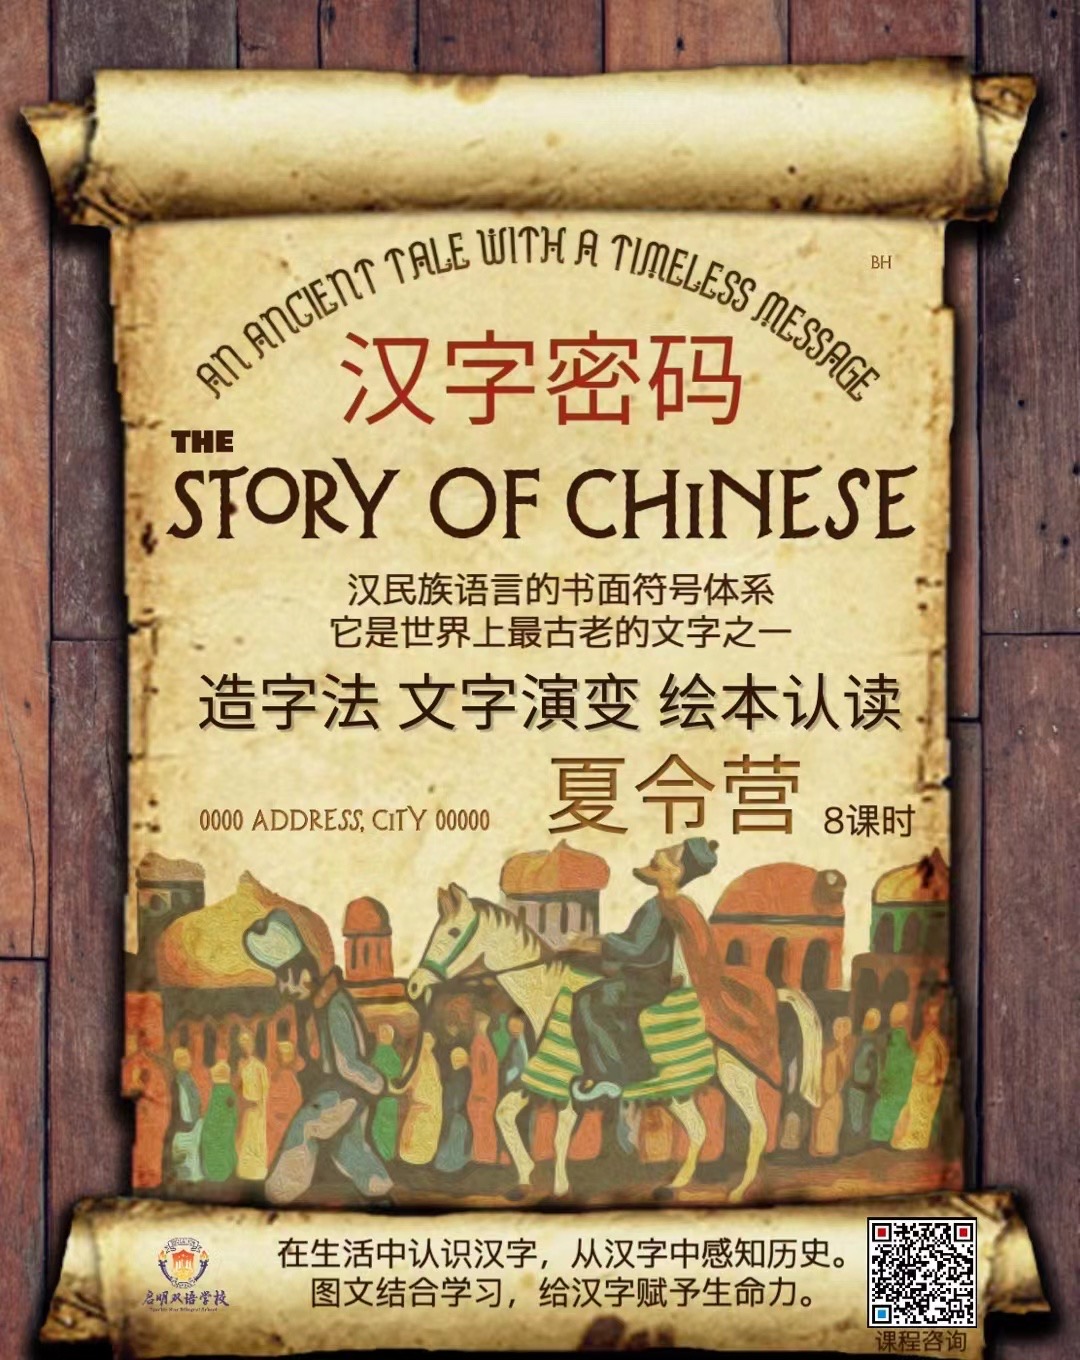 AN ANCIENT TALE WITH A TIMELESS MESSAGE
BH
汉字密码
THE
STORY OF CHINESE
汉民族语言的书面符号体系
它是世界上最古老的文字之一
造字法 文字演变 绘本认读
夏令营 8课时
0000 ADDRESS, CITY 00000
在生活中认识汉字，从汉字中感知历史。
图文结合学习，给汉字赋予生命力。
启明双语学校
课程咨询